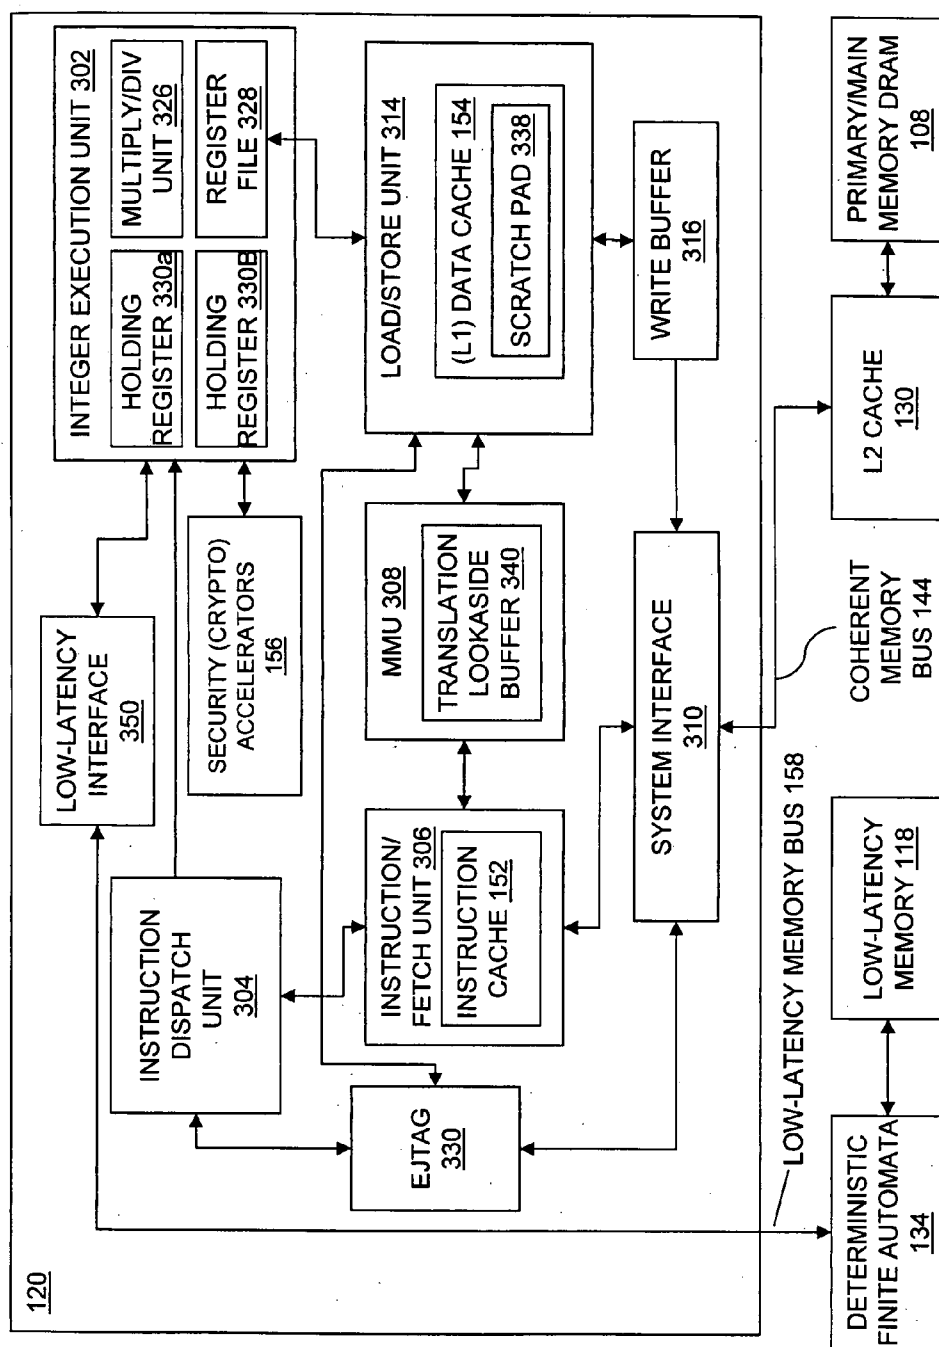 120
LOW-LATENCY
INTERFACE
350
INTEGER EXECUTION UNIT 302
HOLDING
REGISTER 330a
MULTIPLY/DIV
UNIT 326
HOLDING
REGISTER 330B
REGISTER
FILE 328
INSTRUCTION
DISPATCH
UNIT
304
SECURITY (CRYPTO)
ACCELERATORS
156
EJTAG
330
INSTRUCTION/
FETCH UNIT 306
INSTRUCTION
CACHE 152
MMU 308
TRANSLATION
LOOKASIDE
BUFFER 340
LOAD/STORE UNIT 314
(L1) DATA CACHE 154
SCRATCH PAD 338
SYSTEM INTERFACE
310
WRITE BUFFER
316
LOW-LATENCY MEMORY BUS 158
COHERENT
MEMORY
BUS 144
DETERMINISTIC
FINITE AUTOMATA
134
LOW-LATENCY
MEMORY 118
L2 CACHE
130
PRIMARY/MAIN
MEMORY DRAM
108